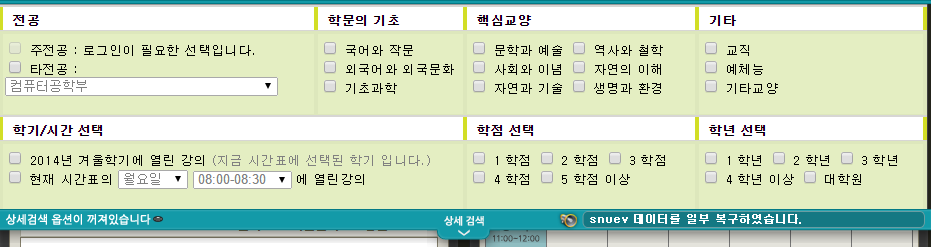 전공
주전공 : 로그인이 필요한 선택입니다.
타전공 :
컴퓨터공학부
학문의 기초
국어와 작문
외국어와 외국문화
기초과학
핵심교양
문학과 예술 역사와 철학
사회와 이념 자연의 이해
자연과 기술 생명과 환경
기타
교직
예체능
기타교양
학기/시간 선택
2014년 겨울학기에 열린 강의 (지금 시간표에 선택된 학기 입니다.)
현재 시간표의 월요일 08:00-08:30 에 열린강의
학점 선택
1 학점 2 학점 3 학점
4 학점 5 학점 이상
학년 선택
1 학년 2 학년 3 학년
4 학년 이상 대학원
상세검색 옵션이 꺼져있습니다
상세 검색
snuev 데이터를 일부 복구하였습니다.
11:00~12:00